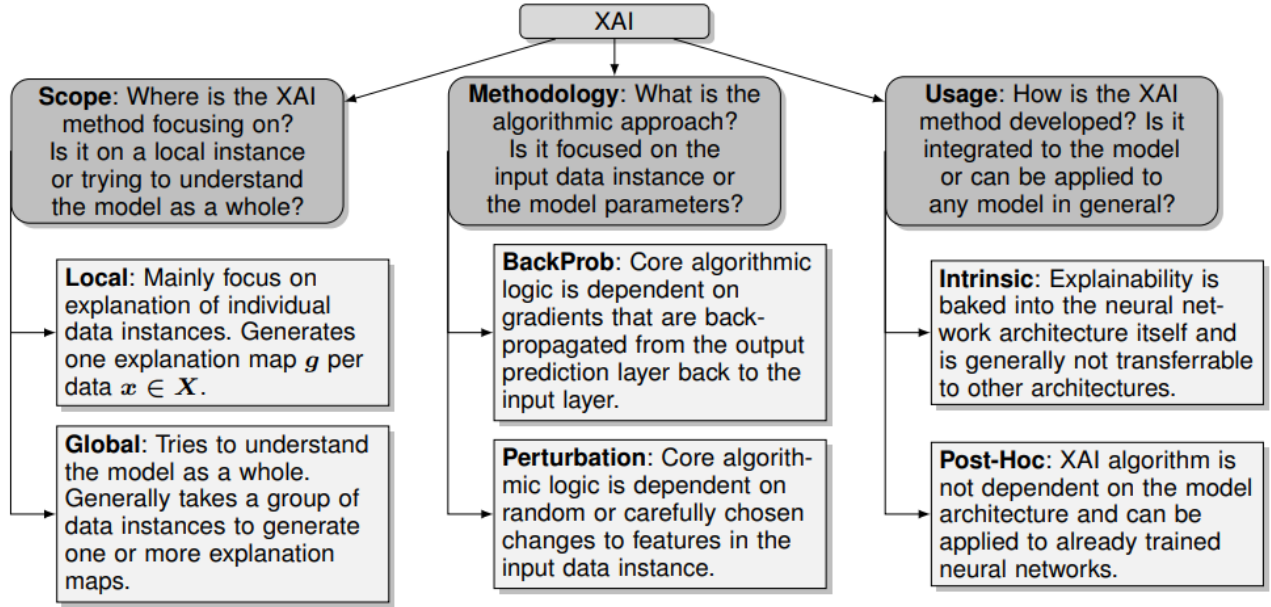 XAI
Scope: Where is the XAI
method focusing on?
Is it on a local instance
or trying to understand
the model as a whole?
Local: Mainly focus on
explanation of individual
data instances. Generates
one explanation map g per
data x ∈ X.
Global: Tries to understand
the model as a whole.
Generally takes a group of
data instances to generate
one or more explanation
maps.
Methodology: What is the
algorithmic approach?
Is it focused on the
input data instance or
the model parameters?
BackProb: Core algorithmic
logic is dependent on
gradients that are back-
propagated from the output
prediction layer back to the
input layer.
Perturbation: Core algorith-
mic logic is dependent on
random or carefully chosen
changes to features in the
input data instance.
Usage: How is the XAI
method developed? Is it
integrated to the model
or can be applied to
any model in general?
Intrinsic: Explainability is
baked into the neural net-
work architecture itself and
is generally not transferrable
to other architectures.
Post-Hoc: XAI algorithm is
not dependent on the model
architecture and can be
applied to already trained
neural networks.